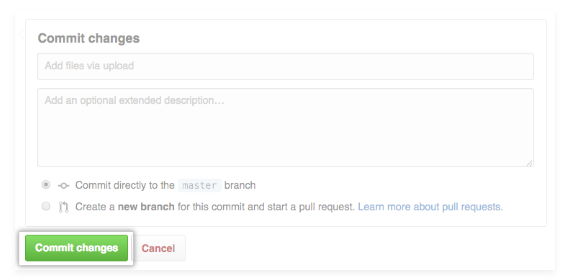 Commit changes
Add files via upload
Add an optional extended description...
Commit directly to the master branch
Create a new branch for this commit and start a pull request. Learn more about pull requests.
Commit changes
Cancel